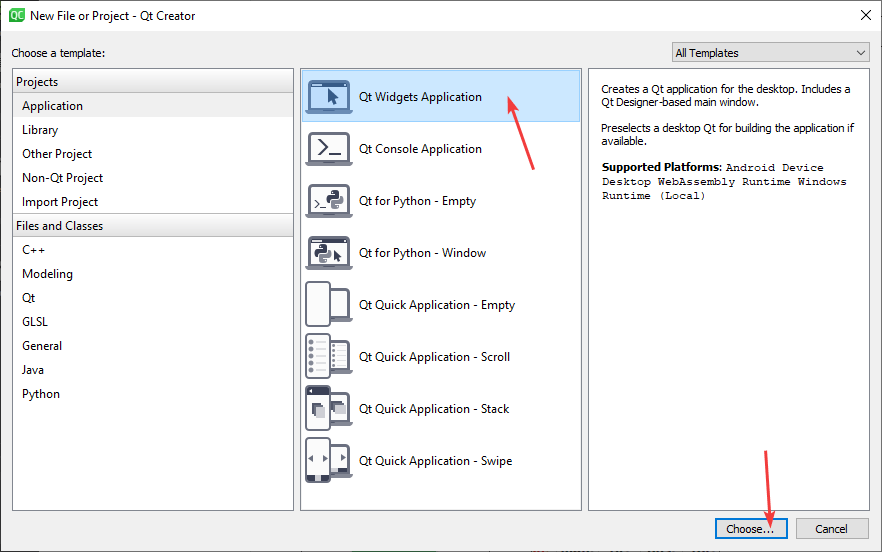 QC New File or Project - Qt Creator
Choose a template:
All Templates
Projects
Application
Library
Other Project
Non-Qt Project
Import Project
Files and Classes
C++
Modeling
Qt
GLSL
General
Java
Python
Qt Widgets Application
Qt Console Application
Qt for Python - Empty
Qt for Python - Window
Qt Quick Application - Empty
Qt Quick Application - Scroll
Qt Quick Application - Stack
Qt Quick Application - Swipe
Creates a Qt application for the desktop. Includes a
Qt Designer-based main window.
Preselects a desktop Qt for building the application if
available.
Supported Platforms: Android Device
Desktop WebAssembly Runtime Windows
Runtime (Local)
Choose...
Cancel